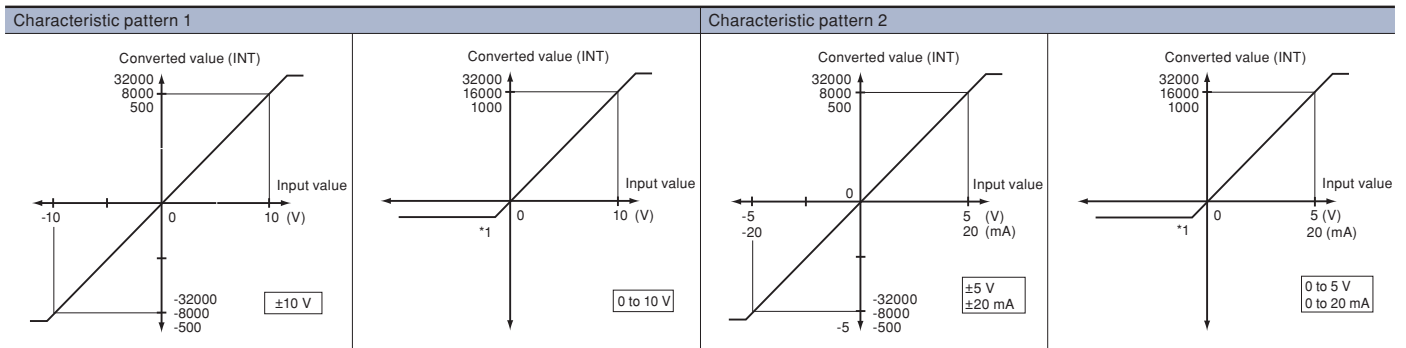 Characteristic pattern 1
Characteristic pattern 2
Converted value (INT)
32000
8000
500
Input value
-10
0
10 (V)
-32000
-8000
-500
±10 V
Converted value (INT)
32000
16000
1000
Input value
0
10 (V)
*1
0 to 10 V
Converted value (INT)
32000
8000
500
0
Input value
-5
5 (V)
-20
20 (mA)
-32000
-8000
-5
-500
±5 V
±20 mA
Converted value (INT)
32000
16000
1000
Input value
0
5 (V)
*1
20 (mA)
0 to 5 V
0 to 20 mA